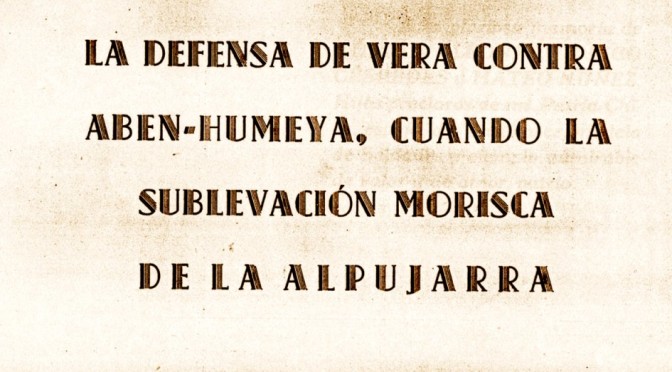 LA DEFENSA DE VERA CONTRA
ABEN-HUMEYA, CUANDO LA
SUBLEVACIÓN MORISCA
DE LA ALPUJARRA